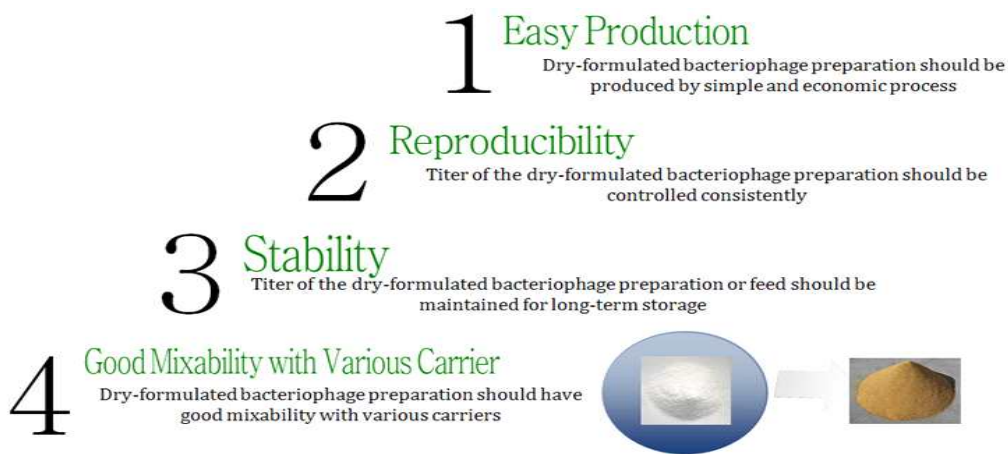 1 Easy Production
Dry-formulated bacteriophage preparation should be
produced by simple and economic process
2 Reproducibility
Titer of the dry-formulated bacteriophage preparation should be
controlled consistently
3 Stability
Titer of the dry-formulated bacteriophage preparation or feed should be
maintained for long-term storage
4 Good Mixability with Various Carrier
Dry-formulated bacteriophage preparation should have
good mixability with various carriers